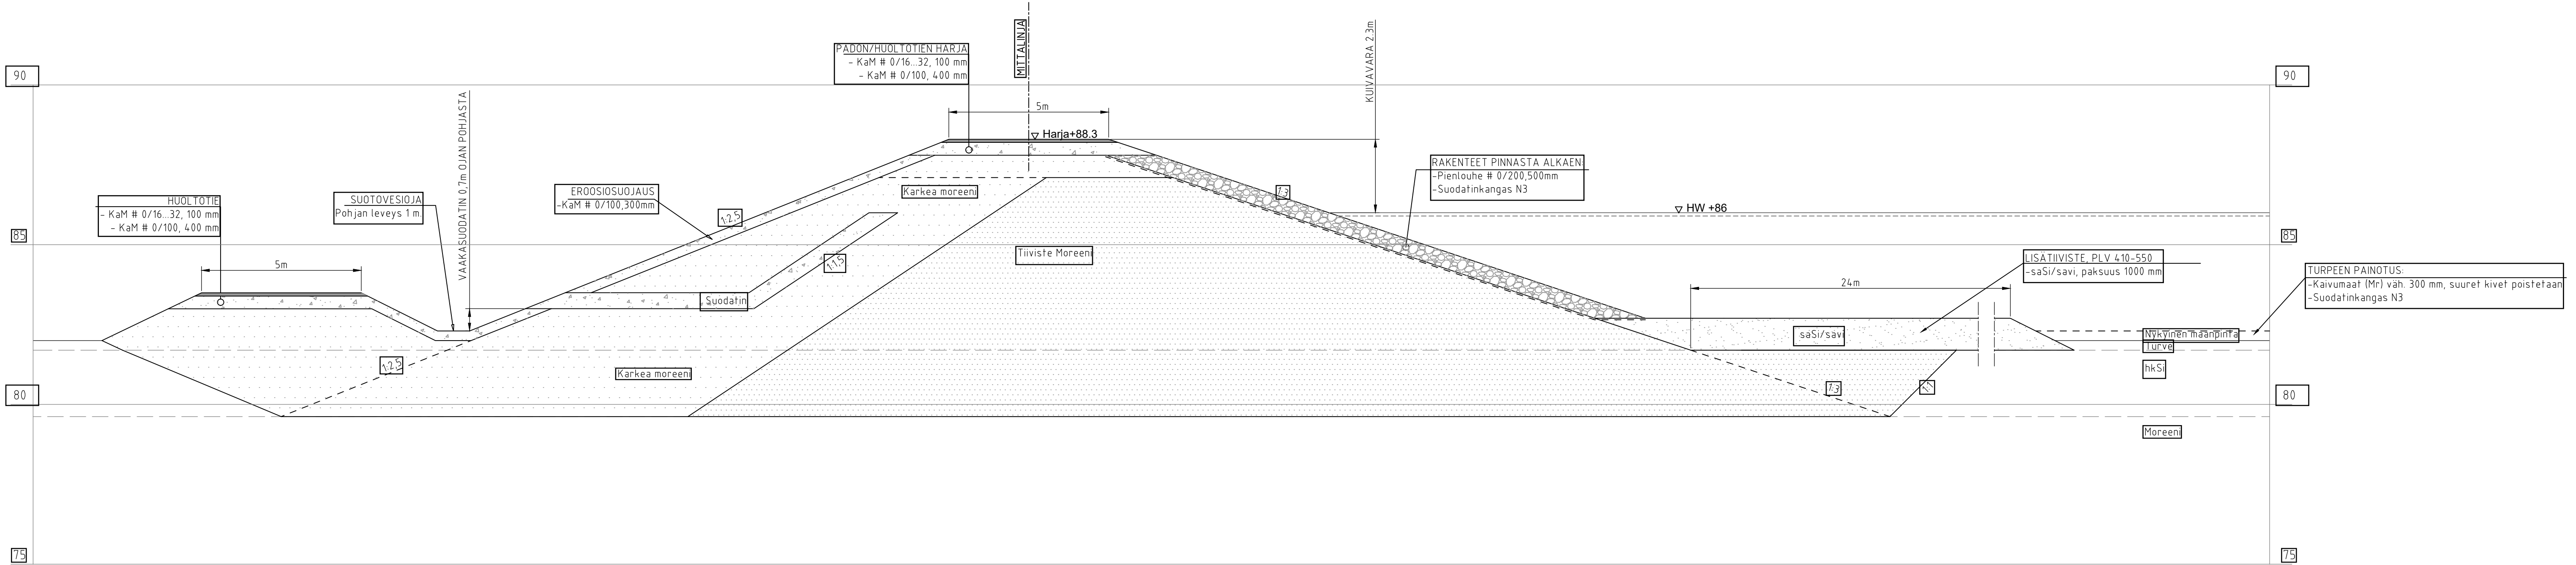 MITTALINJA
KUIVAVARA 2.3m
PADON/HUOLTOTIEN HARJA
- KaM # 0/16...32, 100 mm
- KaM # 0/100, 400 mm
90
90
5m
Harja+88.3
VAAKASUODATIN 0,7m OJAN POHJASTA
RAKENTEET PINNASTA ALKAEN:
-Pienlouhe # 0/200,500mm
-Suodatinkangas N3
EROOSIOSUOJAUS
-KaM # 0/100,300mm
Karkea moreeni
1:3
HUOLTOTIE
- KaM # 0/16...32, 100 mm
- KaM # 0/100, 400 mm
SUOTOVESIOJA
Pohjan leveys 1 m.
1:2,5
HW +86
85
85
Tiiviste Moreeni
1:1,5
5m
LISÄTIIVISTE, PLV 410-550
-saSi/savi, paksuus 1000 mm
TURPEEN PAINOTUS:
-Kaivumaat (Mr) väh. 300 mm, suuret kivet poistetaan
-Suodatinkangas N3
24m
Suodatin
saSi/savi
Nykyinen maanpinta
Turve
1:2,5
Karkea moreeni
hkSi
1:3
1:1
80
80
Moreeni
75
75